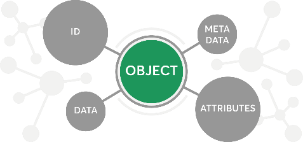 ID
META
DATA
OBJECT
DATA
ATTRIBUTES